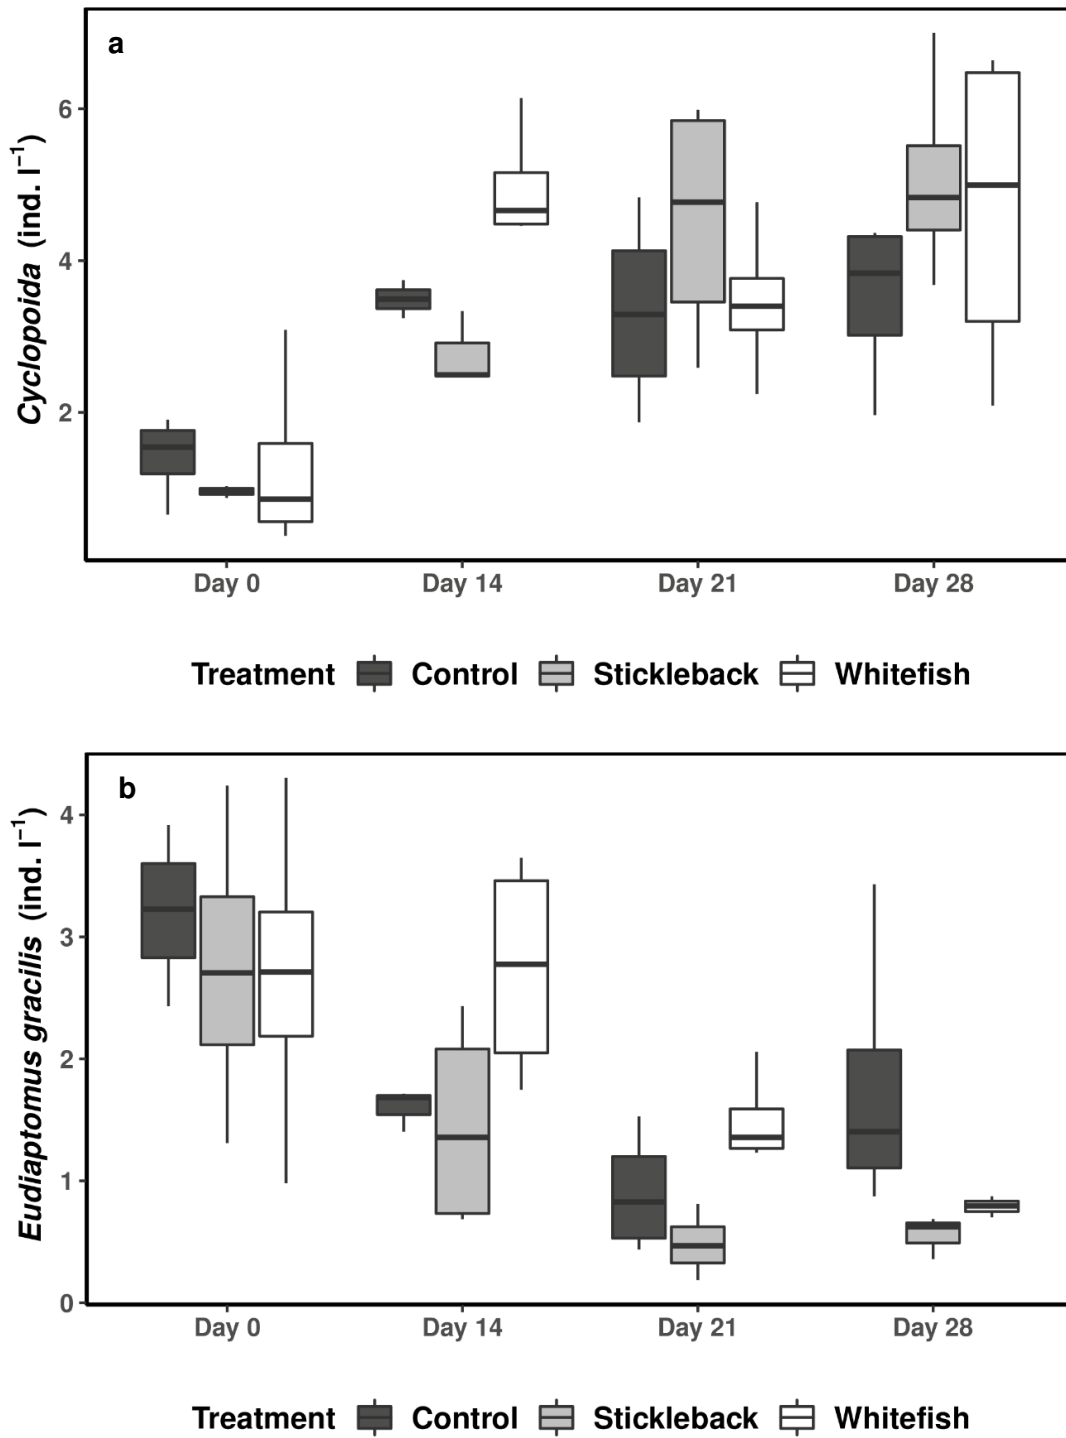 a
Cyclopoida (ind. l⁻¹)
6
4
2
Day 0 Day 14 Day 21 Day 28
Treatment Control Stickleback Whitefish
b
Eudiaptomus gracilis (ind. l⁻¹)
4
3
2
1
0
Day 0 Day 14 Day 21 Day 28
Treatment Control Stickleback Whitefish